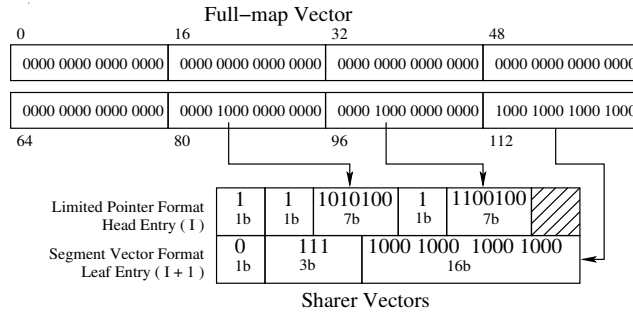 Full-map Vector
0 16 32 48
0000 0000 0000 0000 0000 0000 0000 0000 0000 0000 0000 0000 0000 0000 0000 0000
0000 0000 0000 0000 0000 1000 0000 0000 0000 1000 0000 0000 1000 1000 1000 1000
64 80 96 112
Limited Pointer Format
Head Entry ( I )
1 1 1010100 1 1100100
1b 1b 7b 1b 7b
Segment Vector Format
Leaf Entry ( I + 1 )
0 111 1000 1000 1000 1000
1b 3b 16b
Sharer Vectors